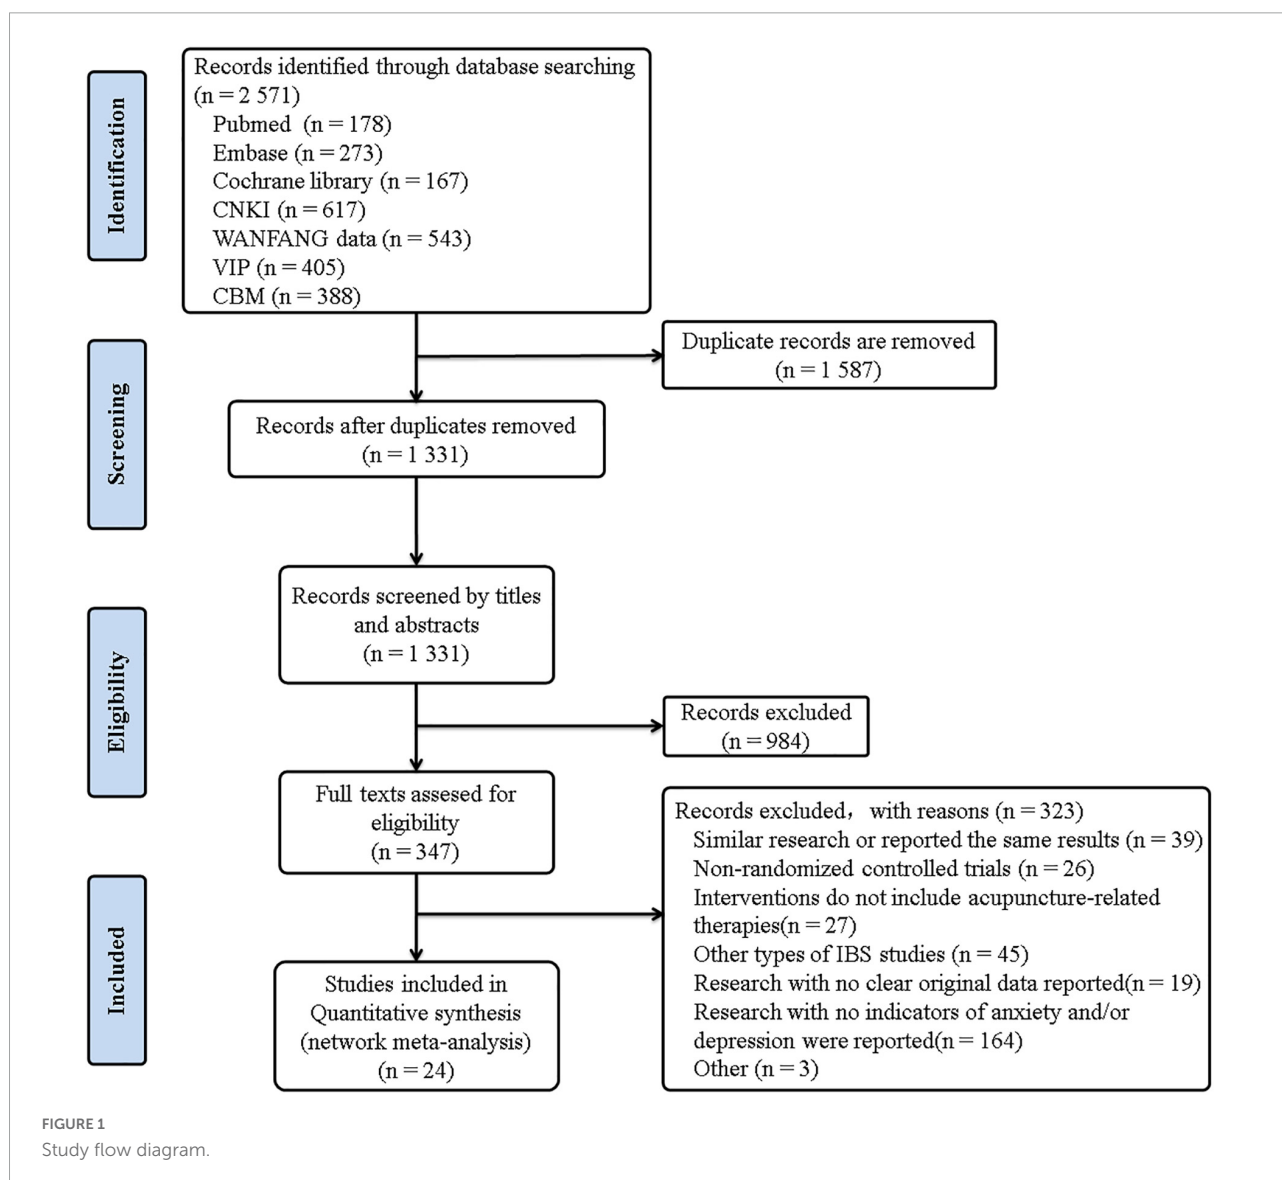 Identification
Records identified through database searching
(n = 2 571)
Pubmed (n = 178)
Embase (n = 273)
Cochrane library (n = 167)
CNKI (n = 617)
WANFANG data (n = 543)
VIP (n = 405)
CBM (n = 388)
Duplicate records are removed
(n = 1 587)
Screening
Records after duplicates removed
(n = 1 331)
Records screened by titles
and abstracts
(n = 1 331)
Eligibility
Records excluded
(n = 984)
Full texts assesed for
eligibility
(n = 347)
Records excluded, with reasons (n = 323)
Similar research or reported the same results (n = 39)
Non-randomized controlled trials (n = 26)
Interventions do not include acupuncture-related
therapies(n = 27)
Other types of IBS studies (n = 45)
Research with no clear original data reported(n = 19)
Research with no indicators of anxiety and/or
depression were reported(n = 164)
Other (n = 3)
Included
Studies included in
Quantitative synthesis
(network meta-analysis)
(n = 24)
FIGURE 1
Study flow diagram.